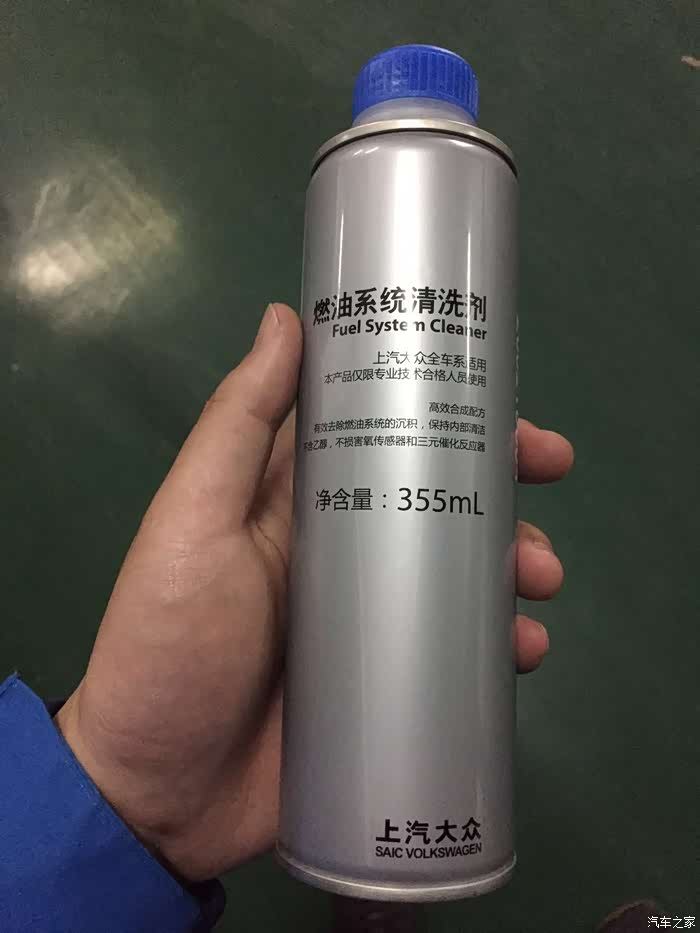 燃油系统清洗剂
Fuel System Cleaner
上汽大众全车系适用
本产品仅限专业技术合格人员使用
高效合成配方
有效去除燃油系统的沉积，保持内部清洁
不含乙醇，不损害氧传感器和三元催化反应器
净含量：355mL
上汽大众
SAIC VOLKSWAGEN
汽车之家